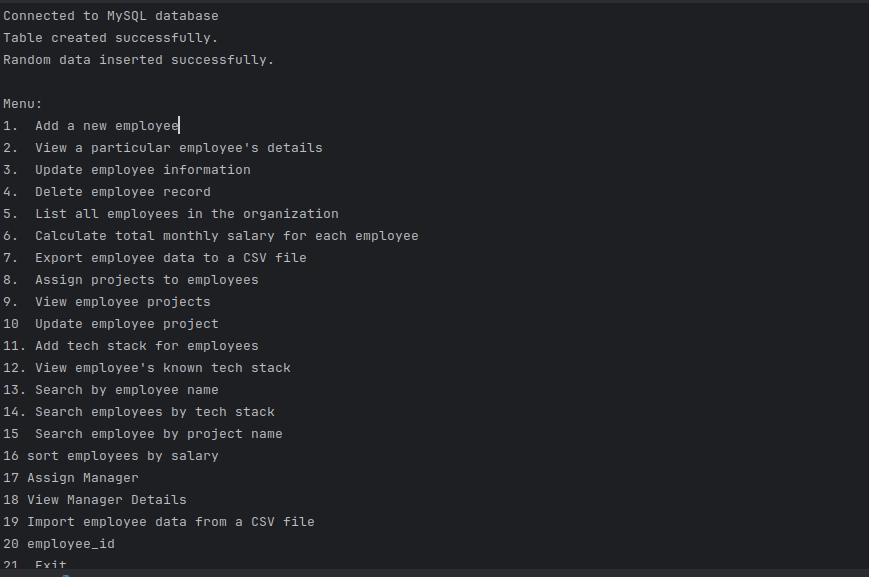 Connected to MySQL database
Table created successfully.
Random data inserted successfully.
Menu:
1.  Add a new employee
2.  View a particular employee's details
3.  Update employee information
4.  Delete employee record
5.  List all employees in the organization
6.  Calculate total monthly salary for each employee
7.  Export employee data to a CSV file
8.  Assign projects to employees
9.  View employee projects
10  Update employee project
11. Add tech stack for employees
12. View employee's known tech stack
13. Search by employee name
14. Search employees by tech stack
15  Search employee by project name
16 sort employees by salary
17 Assign Manager
18 View Manager Details
19 Import employee data from a CSV file
20 employee_id
21  Exit